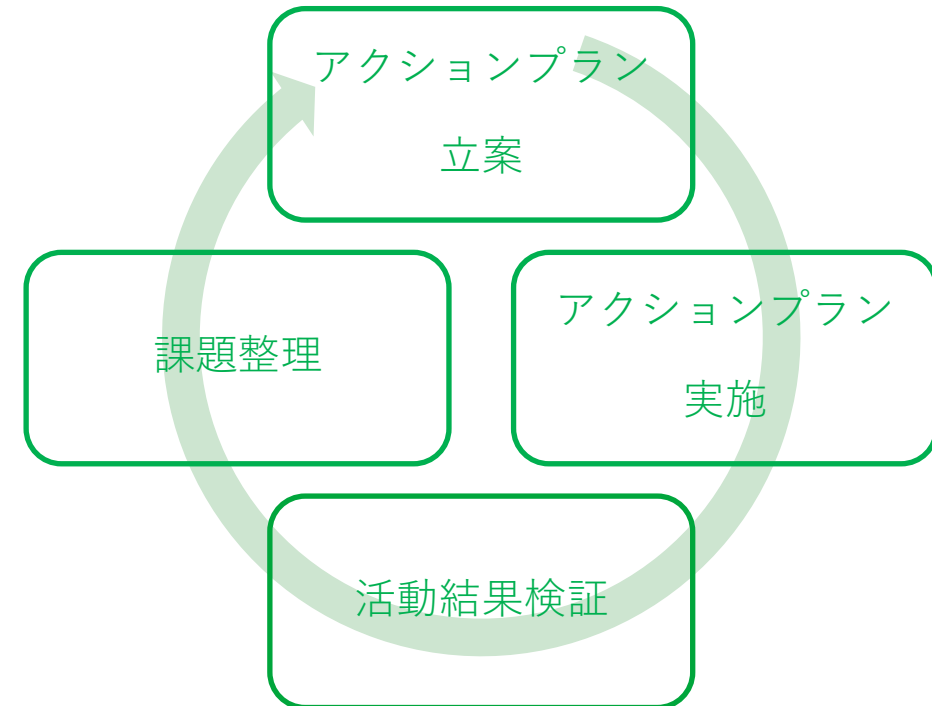 アクションプラン
立案
アクションプラン
実施
課題整理
活動結果検証